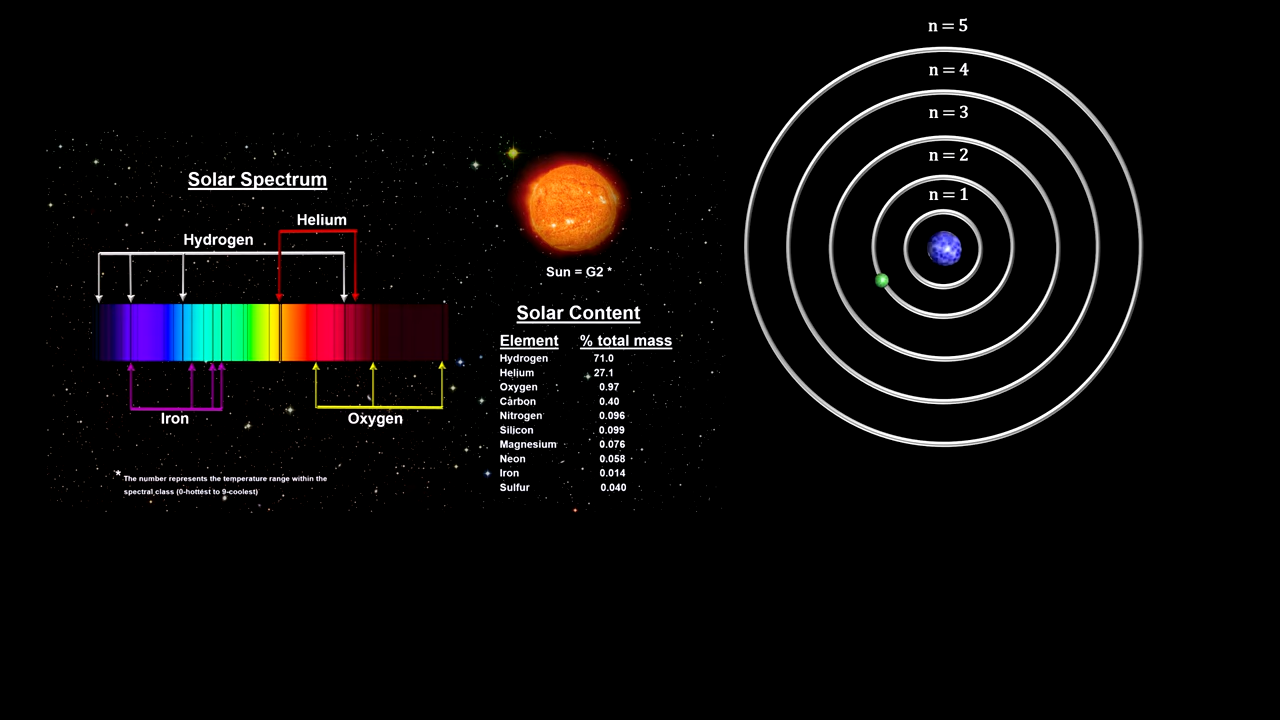 Solar Spectrum
Helium
Hydrogen
Iron
Oxygen
* The number represents the temperature range within the
spectral class (0-hottest to 9-coolest)
Sun = G2 *
Solar Content
Element % total mass
Hydrogen 71.0
Helium 27.1
Oxygen 0.97
Carbon 0.40
Nitrogen 0.096
Silicon 0.099
Magnesium 0.076
Neon 0.058
Iron 0.014
Sulfur 0.040
n = 5
n = 4
n = 3
n = 2
n = 1